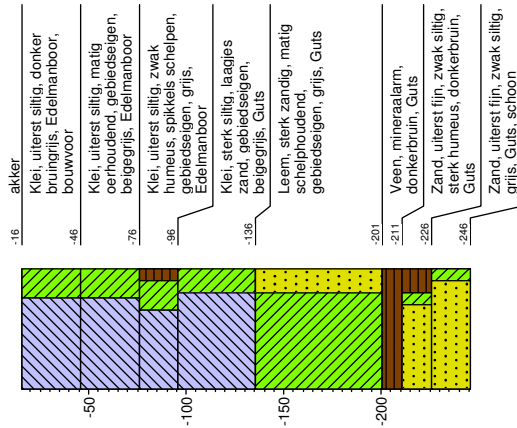 akker
-16
Klei, uiterst siltig, donker
bruingrijs, Edelmanboor,
bouwvoor
-46
Klei, uiterst siltig, matig
oerhoudend, gebiedseigen,
beigegrijs, Edelmanboor
-76
Klei, uiterst siltig, zwak
humeus, spikkels schelpen,
gebiedseigen, grijs,
Edelmanboor
-96
Klei, sterk siltig, laagjes
zand, gebiedseigen,
beigegrijs, Guts
-136
Leem, sterk zandig, matig
schelphoudend,
gebiedseigen, grijs, Guts
-201
Veen, mineraalarm,
donkerbruin, Guts
-211
Zand, uiterst fijn, zwak siltig,
sterk humeus, donkerbruin,
Guts
-226
Zand, uiterst fijn, zwak siltig,
grijs, Guts, schoon
-246
-50
-100
-150
-200